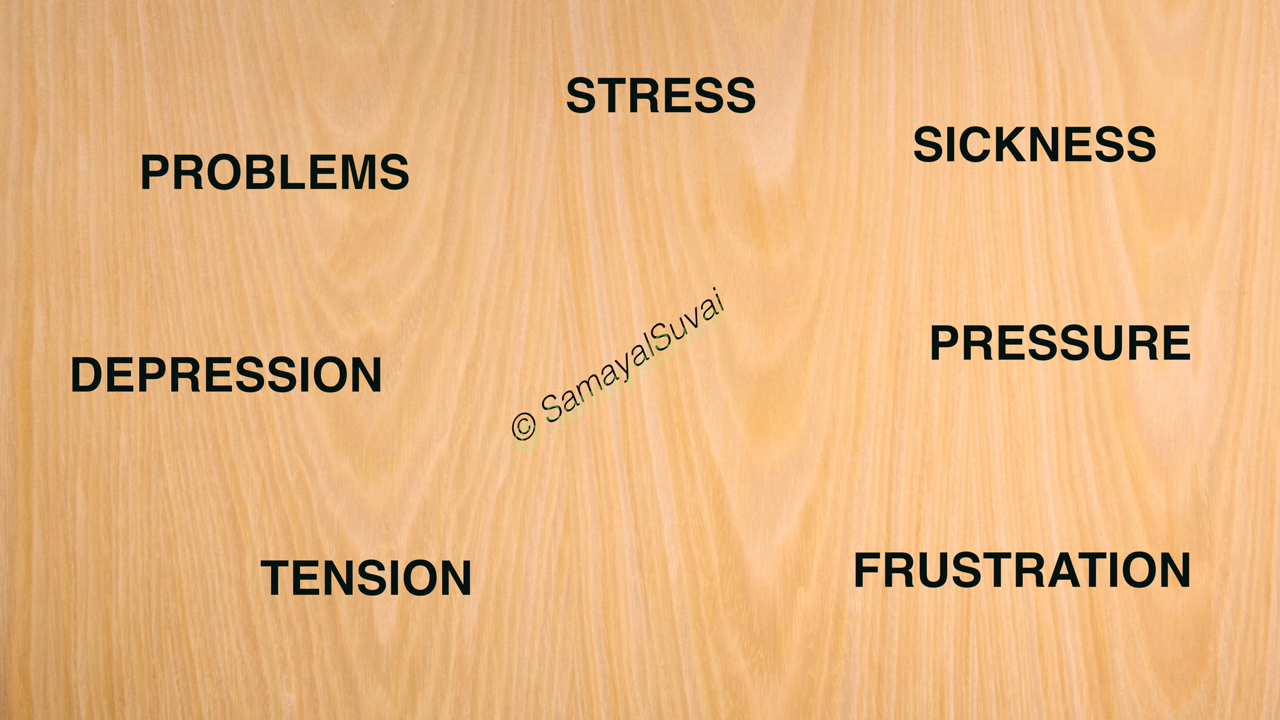 STRESS
SICKNESS
PROBLEMS
© SamayalSuvai
PRESSURE
DEPRESSION
FRUSTRATION
TENSION